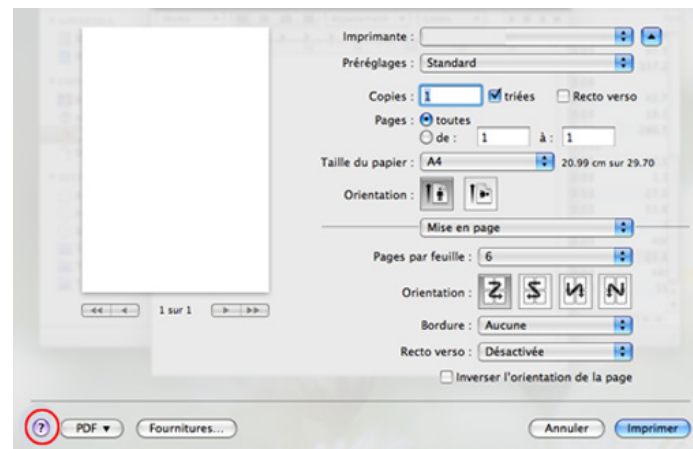 Imprimante :
Préréglages : Standard
Copies : 1 triées Recto verso
Pages : toutes
de : 1 à : 1
Taille du papier : A4 20.99 cm sur 29.70
Orientation :
Mise en page
Pages par feuille : 6
Orientation :
1 sur 1
Bordure : Aucune
Recto verso : Désactivée
Inverser l'orientation de la page
? PDF Fournitures... Annuler Imprimer